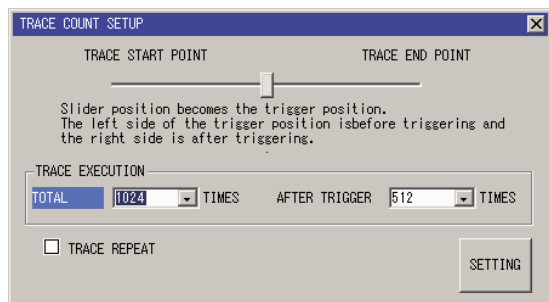 TRACE COUNT SETUP
TRACE START POINT TRACE END POINT
Slider position becomes the trigger position.
The left side of the trigger position isbefore triggering and
the right side is after triggering.
TRACE EXECUTION
TOTAL 1024 TIMES AFTER TRIGGER 512 TIMES
TRACE REPEAT
SETTING